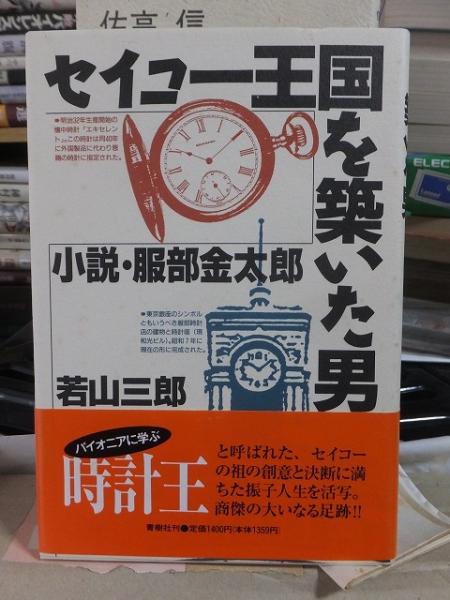 佐高 信
セイコー王国を築いた男
●明治32年生産開始の
懐中時計『エキセレン
ト』。この時計は同40年
に外国製品に代わり恩
賜の時計に指定された。
小説・服部金太郎
●東京銀座のシンボル
ともいうべき服部時計
店の建物と時計塔（現
和光ビル）。昭和7年に
現在の形に完成された。
若山三郎
パイオニアに学ぶ
時計王
と呼ばれた、セイコー
の祖の創意と決断に満
ちた振子人生を活写。
商傑の大いなる足跡!!
青樹社刊●定価1400円(本体1359円)
ELEC